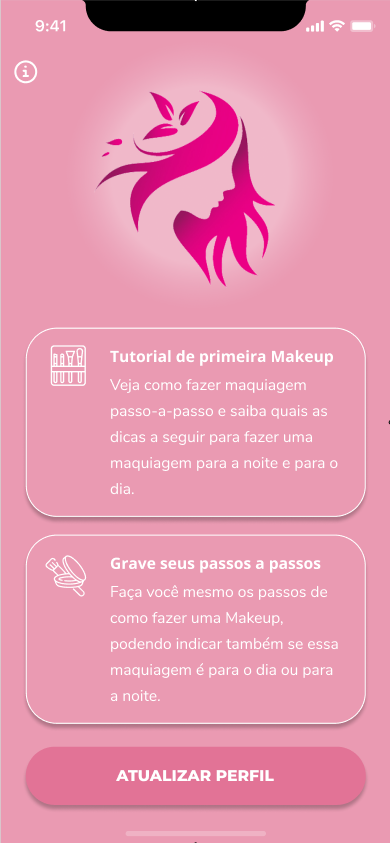 9:41
Tutorial de primeira Makeup
Veja como fazer maquiagem
passo-a-passo e saiba quais as
dicas a seguir para fazer uma
maquiagem para a noite e para o
dia.
Grave seus passos a passos
Faça você mesmo os passos de
como fazer uma Makeup,
podendo indicar também se essa
maquiagem é para o dia ou para
a noite.
ATUALIZAR PERFIL